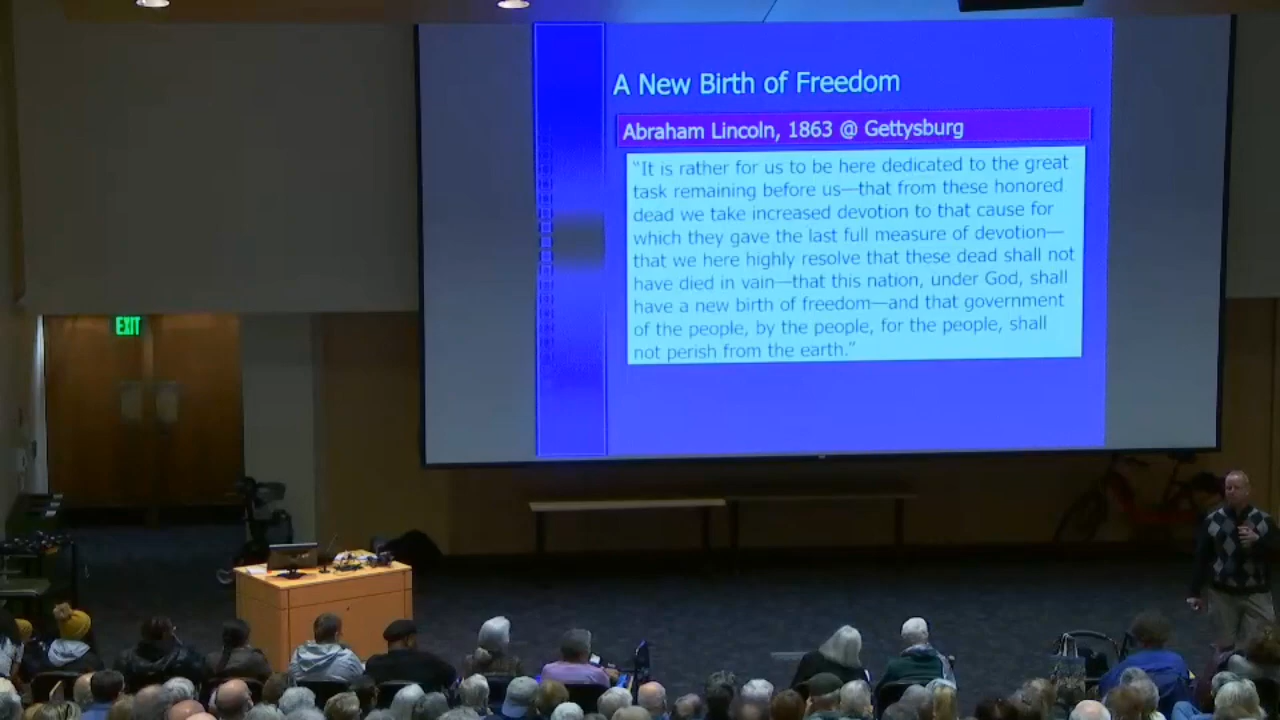 A New Birth of Freedom
Abraham Lincoln, 1863 @ Gettysburg
“It is rather for us to be here dedicated to the great
task remaining before us—that from these honored
dead we take increased devotion to that cause for
which they gave the last full measure of devotion—
that we here highly resolve that these dead shall not
have died in vain—that this nation, under God, shall
have a new birth of freedom—and that government
of the people, by the people, for the people, shall
not perish from the earth.”
EXIT